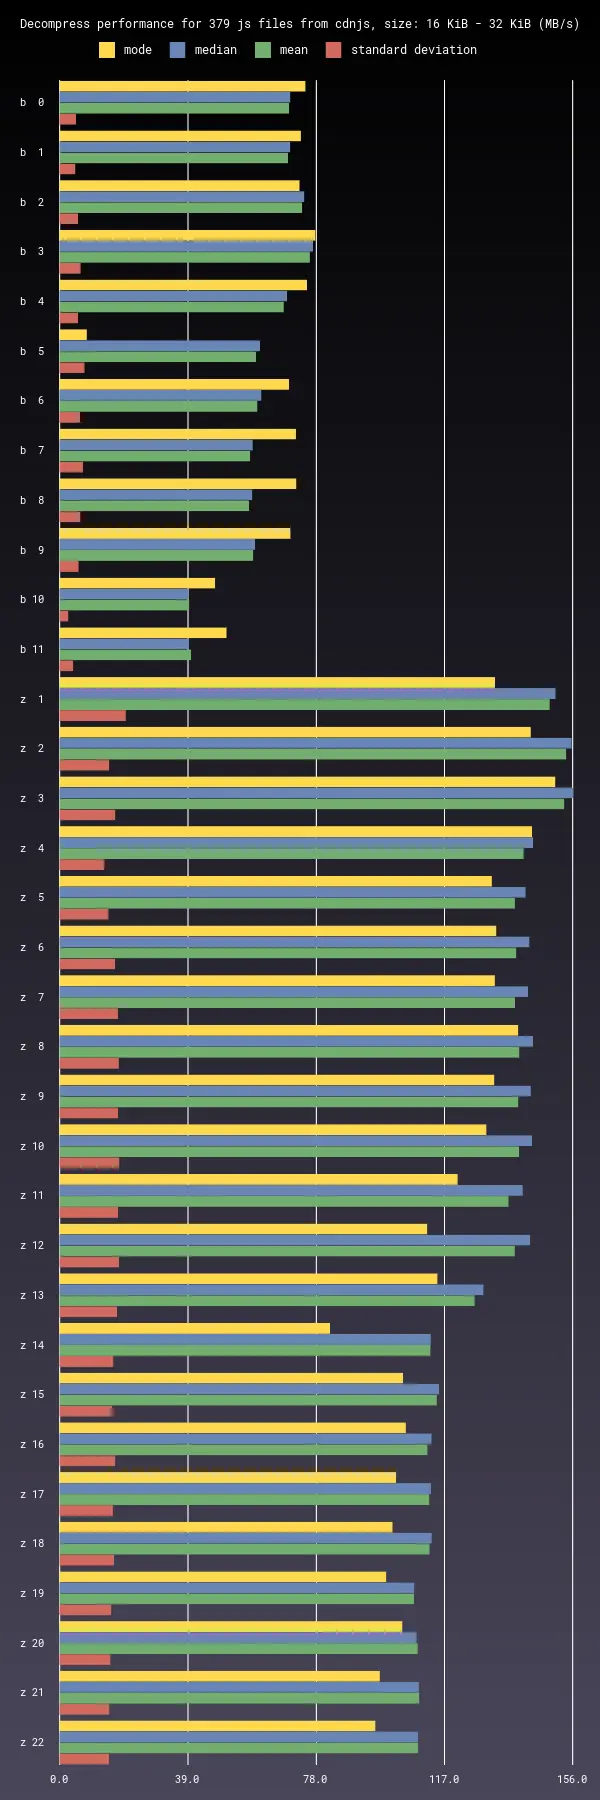 Decompress performance for 379 js files from cdnjs, size: 16 KiB - 32 KiB (MB/s)
mode median mean standard deviation
b 0
b 1
b 2
b 3
b 4
b 5
b 6
b 7
b 8
b 9
b 10
b 11
z 1
z 2
z 3
z 4
z 5
z 6
z 7
z 8
z 9
z 10
z 11
z 12
z 13
z 14
z 15
z 16
z 17
z 18
z 19
z 20
z 21
z 22
0.0 39.0 78.0 117.0 156.0